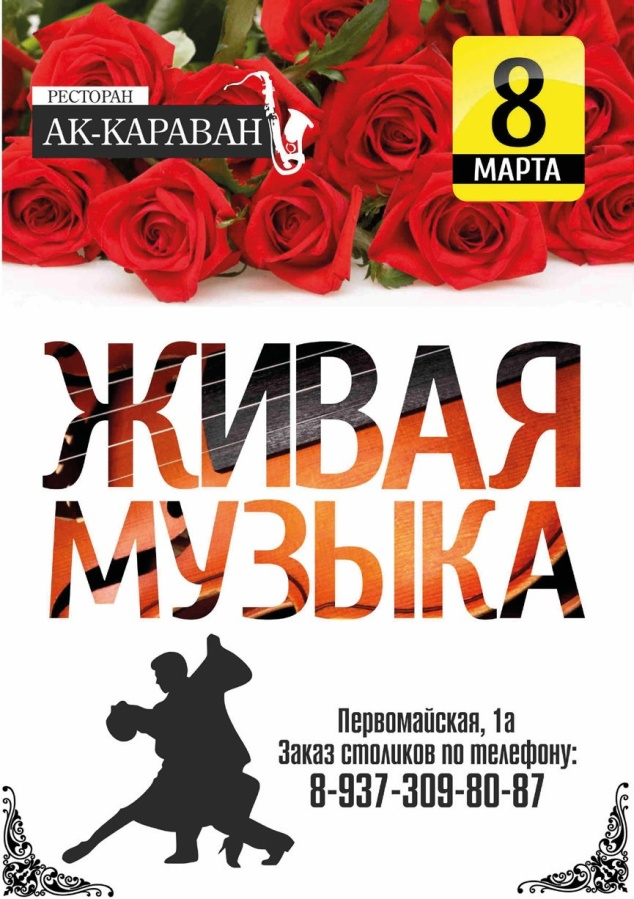 РЕСТОРАН
АК-КАРАВАН
8
МАРТА
ЖИВАЯ
МУЗЫКА
Первомайская, 1а
Заказ столиков по телефону:
8-937-309-80-87